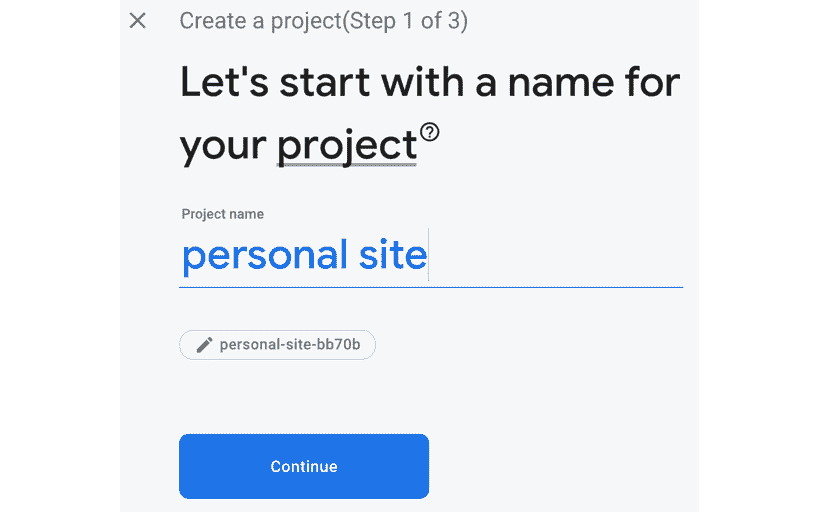 Create a project(Step 1 of 3)
Let's start with a name for
your project
Project name
personal site
personal-site-bb70b
Continue